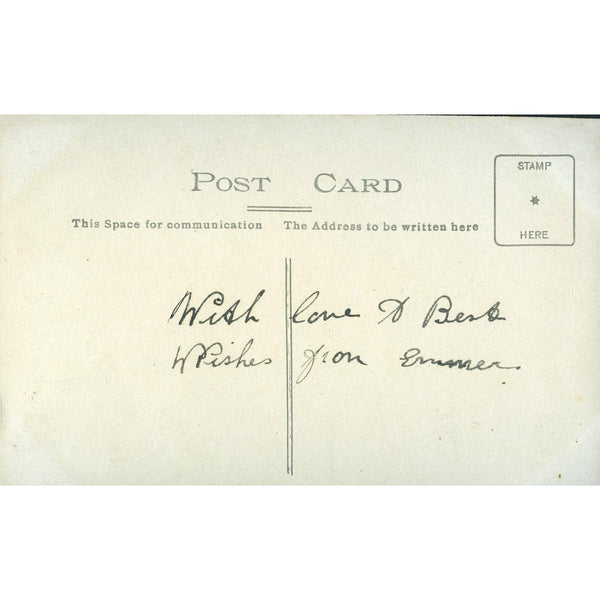 POST CARD
This Space for communication The Address to be written here
STAMP
HERE
With love & Best
Wishes from Emmer.